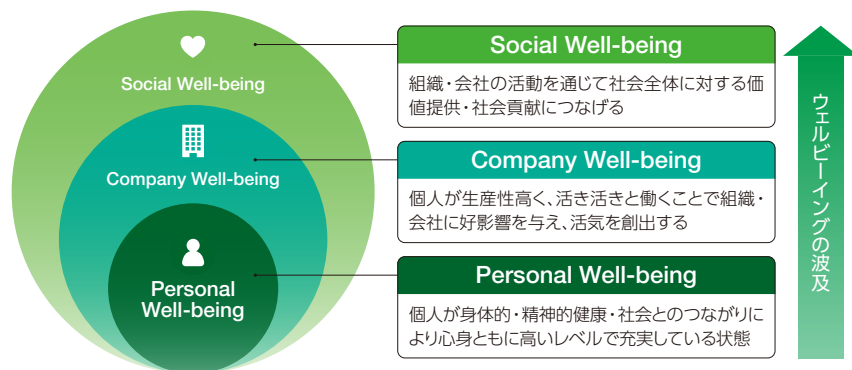 Social Well-being
Company Well-being
Personal
Well-being
Social Well-being
組織・会社の活動を通じて社会全体に対する価
値提供・社会貢献につなげる
Company Well-being
個人が生産性高く、活き活きと働くことで組織・
会社に好影響を与え、活気を創出する
Personal Well-being
個人が身体的・精神的健康・社会とのつながりに
より心身ともに高いレベルで充実している状態
ウェルビーイングの波及